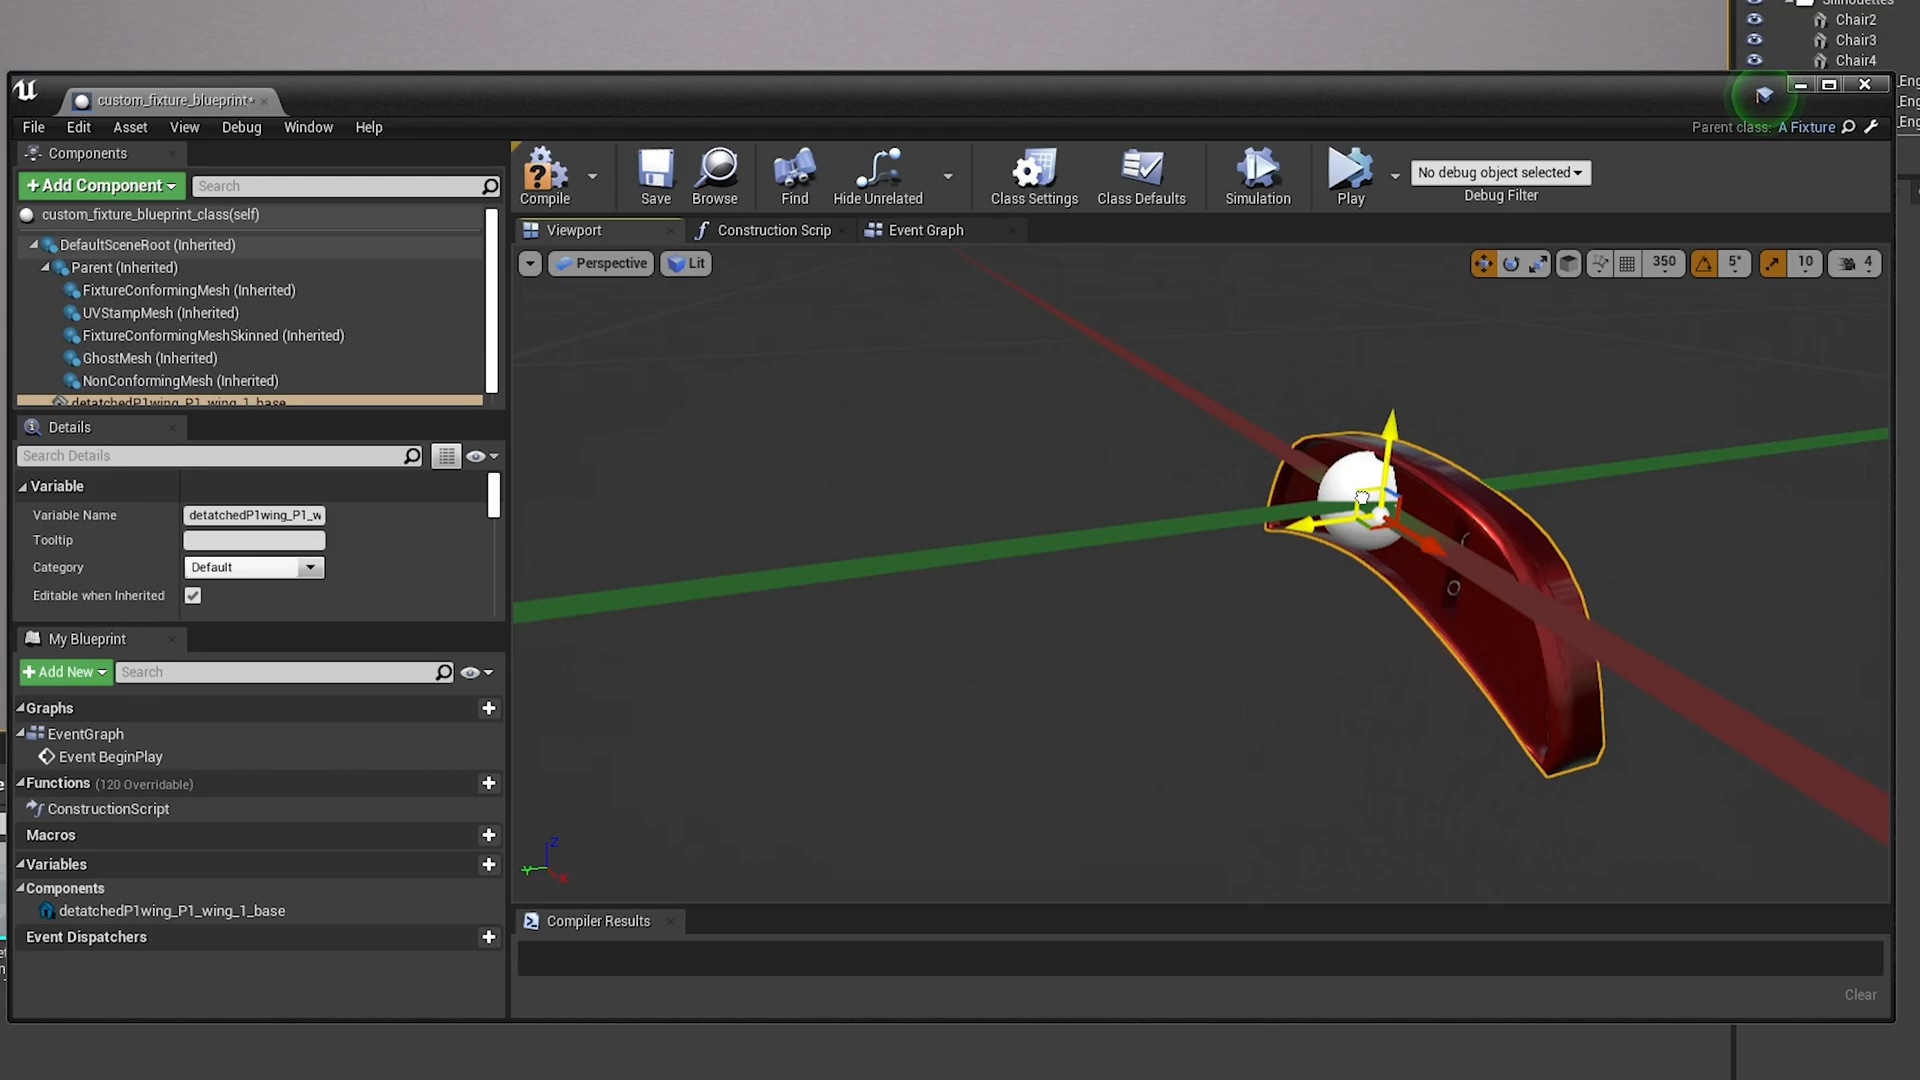 Silhouettes
Chair2
Chair3
Chair4
_Eng
_Eng
_Eng
custom_fixture_blueprint*
File Edit Asset View Debug Window Help
Parent class: A Fixture
Components
+Add Component
Search
custom_fixture_blueprint_class(self)
DefaultSceneRoot (Inherited)
Parent (Inherited)
FixtureConformingMesh (Inherited)
UVStampMesh (Inherited)
FixtureConformingMeshSkinned (Inherited)
GhostMesh (Inherited)
NonConformingMesh (Inherited)
detatchedP1wing_P1_wing_1_base
Compile Save Browse Find Hide Unrelated Class Settings Class Defaults Simulation Play
No debug object selected
Debug Filter
Viewport Construction Scrip Event Graph
Perspective Lit
350 5° 10 4
Details
Search Details
Variable
Variable Name detatchedP1wing_P1_w
Tooltip
Category Default
Editable when Inherited
My Blueprint
+Add New
Search
Graphs
EventGraph
Event BeginPlay
Functions (120 Overridable)
ConstructionScript
Macros
Variables
Components
detatchedP1wing_P1_wing_1_base
Event Dispatchers
Z
Y
X
Compiler Results
Clear